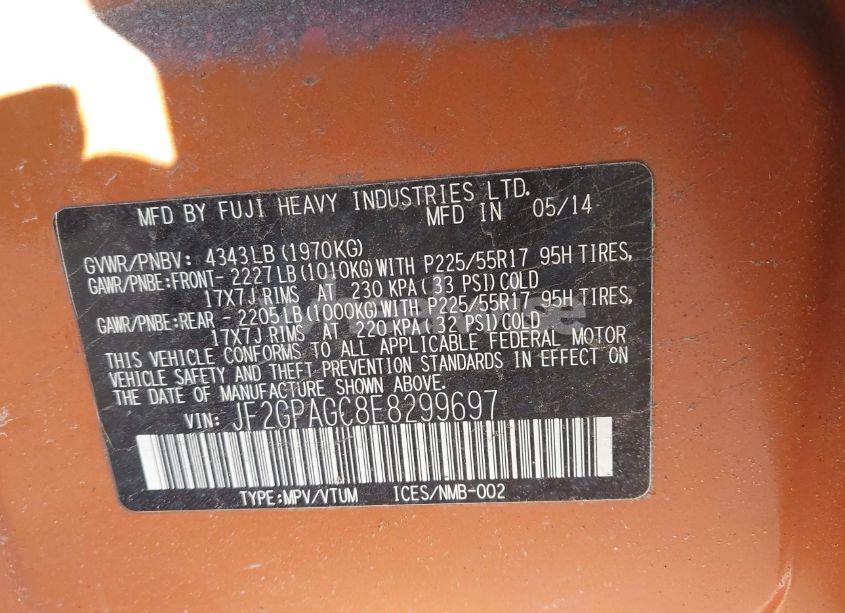 MFD BY FUJI HEAVY INDUSTRIES LTD.
MFD IN 05/14
GVWR/PNBV: 4343LB(1970KG)
GAWR/PNBE:FRONT- 2227LB(1010KG)WITH P225/55R17 95H TIRES,
17X7J RIMS AT 230 KPA( 33 PSI)COLD
GAWR/PNBE:REAR - 2205LB(1000KG)WITH P225/55R17 95H TIRES,
17X7J RIMS AT 220 KPA(32 PSI)COLD
THIS VEHICLE CONFORMS TO ALL APPLICABLE FEDERAL MOTOR
VEHICLE SAFETY AND THEFT PREVENTION STANDARDS IN EFFECT ON
THE DATE OF MANUFACTURE SHOWN ABOVE.
VIN: JF2GPAGC8E8299697
TYPE:MPV/VTUM ICES/NMB-002